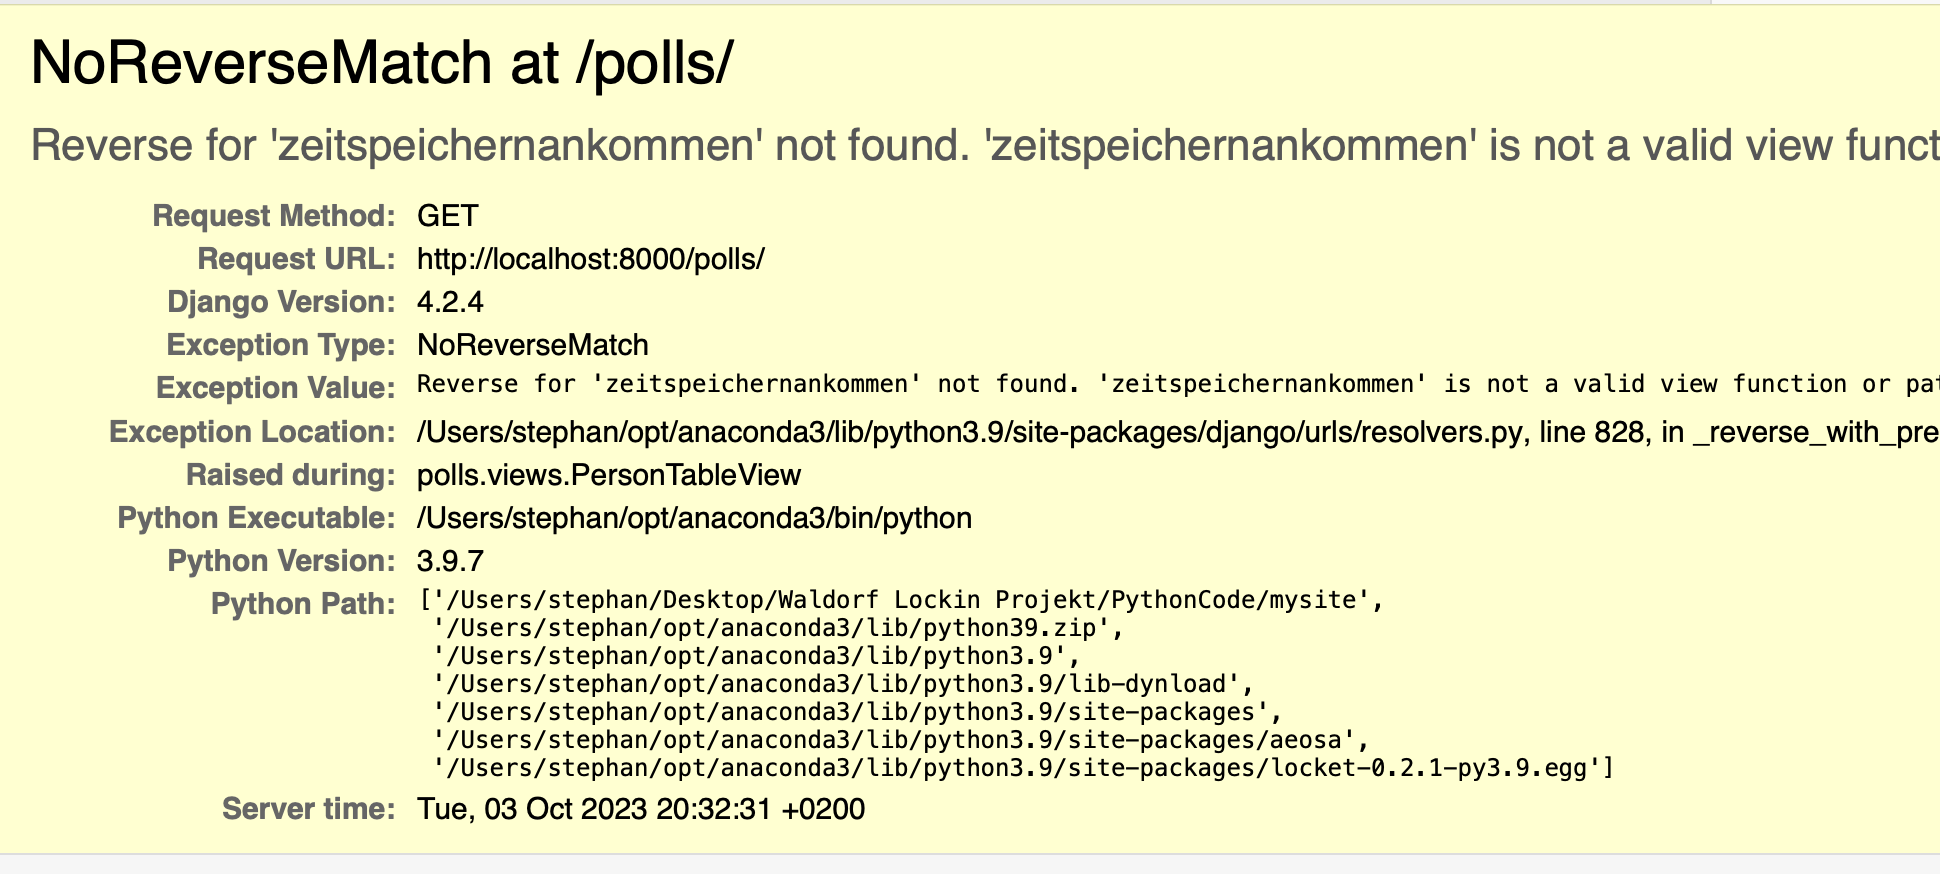 NoReverseMatch at /polls/
Reverse for 'zeitspeichernankommen' not found. 'zeitspeichernankommen' is not a valid view funct
Request Method: GET
Request URL: http://localhost:8000/polls/
Django Version: 4.2.4
Exception Type: NoReverseMatch
Exception Value: Reverse for 'zeitspeichernankommen' not found. 'zeitspeichernankommen' is not a valid view function or pat
Exception Location: /Users/stephan/opt/anaconda3/lib/python3.9/site-packages/django/urls/resolvers.py, line 828, in _reverse_with_pre
Raised during: polls.views.PersonTableView
Python Executable: /Users/stephan/opt/anaconda3/bin/python
Python Version: 3.9.7
Python Path: ['/Users/stephan/Desktop/Waldorf Lockin Projekt/PythonCode/mysite',
'/Users/stephan/opt/anaconda3/lib/python39.zip',
'/Users/stephan/opt/anaconda3/lib/python3.9',
'/Users/stephan/opt/anaconda3/lib/python3.9/lib-dynload',
'/Users/stephan/opt/anaconda3/lib/python3.9/site-packages',
'/Users/stephan/opt/anaconda3/lib/python3.9/site-packages/aeosa',
'/Users/stephan/opt/anaconda3/lib/python3.9/site-packages/locket-0.2.1-py3.9.egg']
Server time: Tue, 03 Oct 2023 20:32:31 +0200